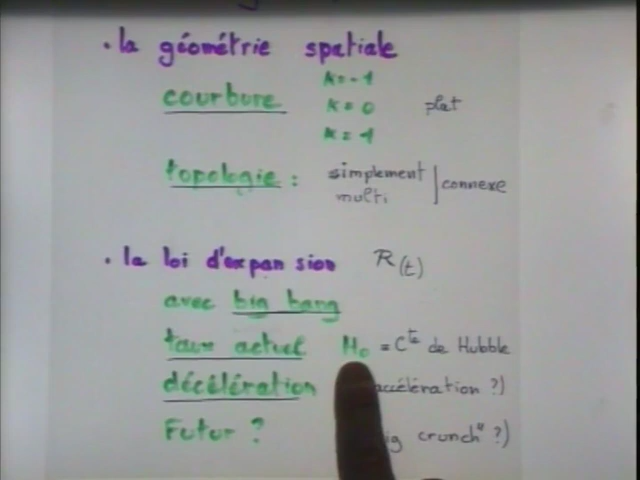 . la géométrie spatiale
k = -1
courbure k = 0 plat
k = 1
topologie : simplement
multi
connexe
. la loi d'expansion R(t)
avec big bang
taux actuel H₀ = Cᵗᵉ de Hubble
décélération accélération ?)
Futur ? crunch" ?)